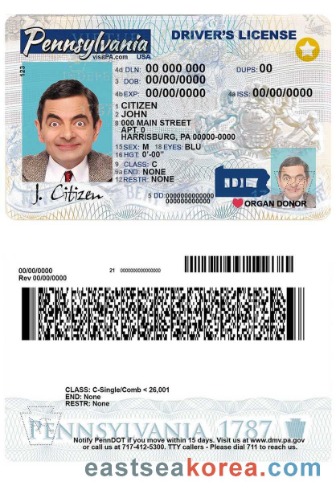 Pennsylvania
visitPA.com USA
DRIVER'S LICENSE
4d DLN: 00 000 000 DUPS: 00
3 DOB: 00/00/0000
4b EXP: 00/00/0000 4a ISS: 00/00/0000
123
1 CITIZEN
2 JOHN
8 000 MAIN STREET
APT. 0
HARRISBURG, PA 00000-0000
15 SEX: M 18 EYES: BLU
16 HGT: 0'-00"
9 CLASS: C
9a END: NONE
12 RESTR: NONE
J. Citizen
5 DD: 0000000000000
000000000000
ORGAN DONOR
00/00/0000
Rev 00/00/0000
21
CLASS: C-Single/Comb < 26,001
END: None
RESTR: None
PENNSYLVANIA 1787
Notify PennDOT if you move within 15 days. Visit us at www.dmv.pa.gov
or call us at 717-412-5300. TTY callers - Please dial 711 to reach us.
eastseakorea.com